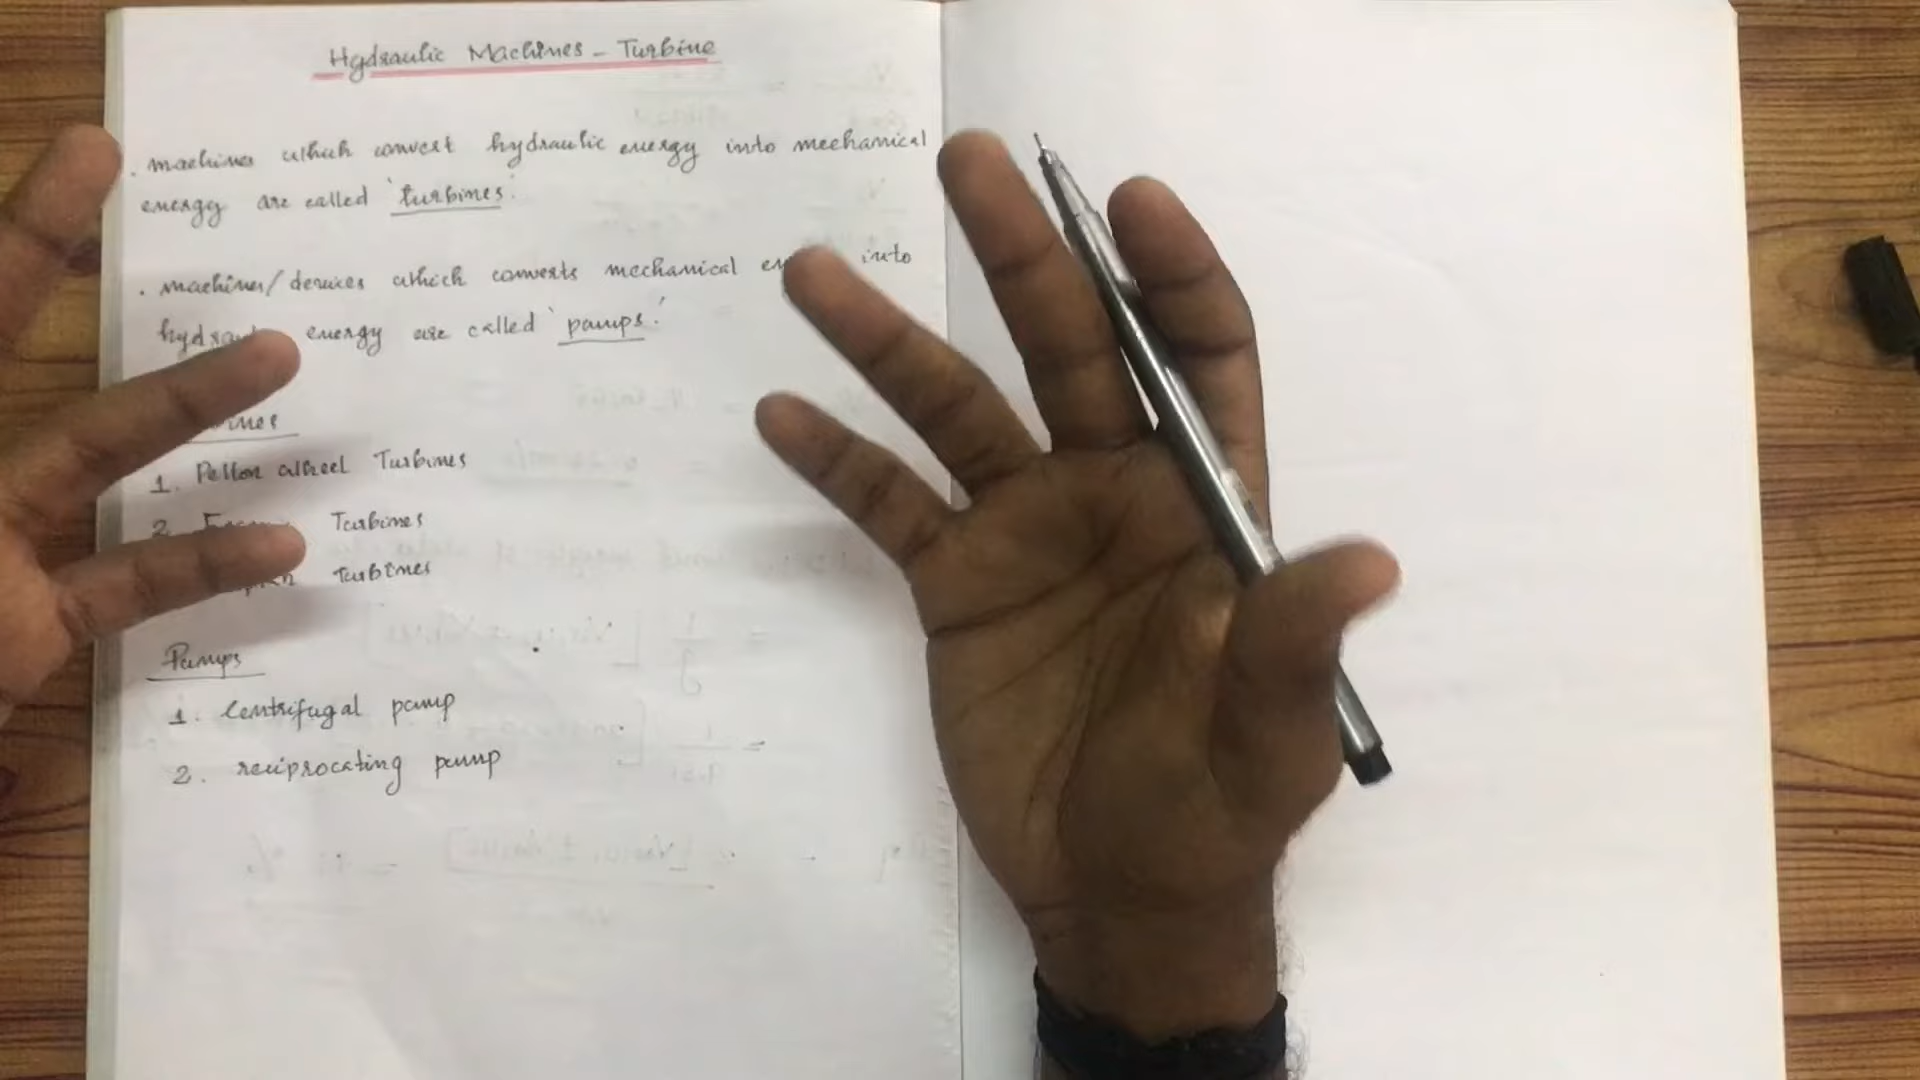 Hydraulic Machines - Turbine
. machines which convert hydraulic energy into mechanical
energy are called 'turbines'.
. machines/devices which converts mechanical into
energy are called 'pumps'.
1. Pelton wheel Turbines
2. Turbines
Turbines
Pumps
1. Centrifugal pump
2. reciprocating pump